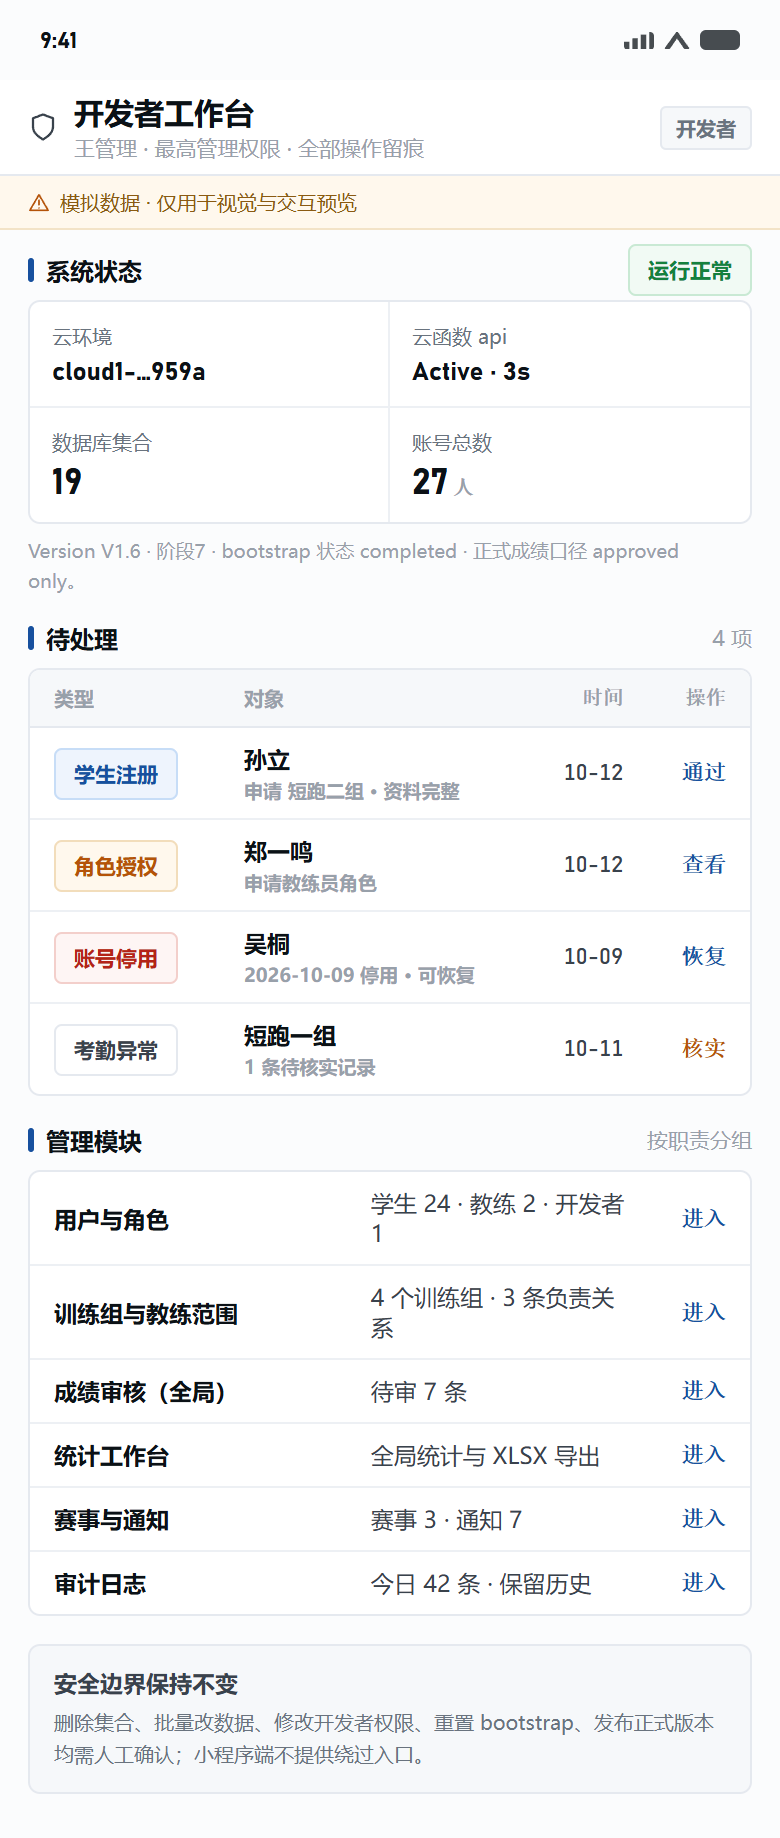 9:41
开发者工作台
王管理 · 最高管理权限 · 全部操作留痕
开发者
模拟数据 · 仅用于视觉与交互预览
系统状态
运行正常
云环境
cloud1-…959a
云函数 api
Active · 3s
数据库集合
19
账号总数
27 人
Version V1.6 · 阶段7 · bootstrap 状态 completed · 正式成绩口径 approved
only。
待处理
4 项
类型 对象 时间 操作
学生注册
孙立
申请 短跑二组 • 资料完整
10-12
通过
角色授权
郑一鸣
申请教练员角色
10-12
查看
账号停用
吴桐
2026-10-09 停用 • 可恢复
10-09
恢复
考勤异常
短跑一组
1 条待核实记录
10-11
核实
管理模块
按职责分组
用户与角色
学生 24 · 教练 2 · 开发者
1
进入
训练组与教练范围
4 个训练组 · 3 条负责关
系
进入
成绩审核（全局）
待审 7 条
进入
统计工作台
全局统计与 XLSX 导出
进入
赛事与通知
赛事 3 · 通知 7
进入
审计日志
今日 42 条 · 保留历史
进入
安全边界保持不变
删除集合、批量改数据、修改开发者权限、重置 bootstrap、发布正式版本
均需人工确认；小程序端不提供绕过入口。